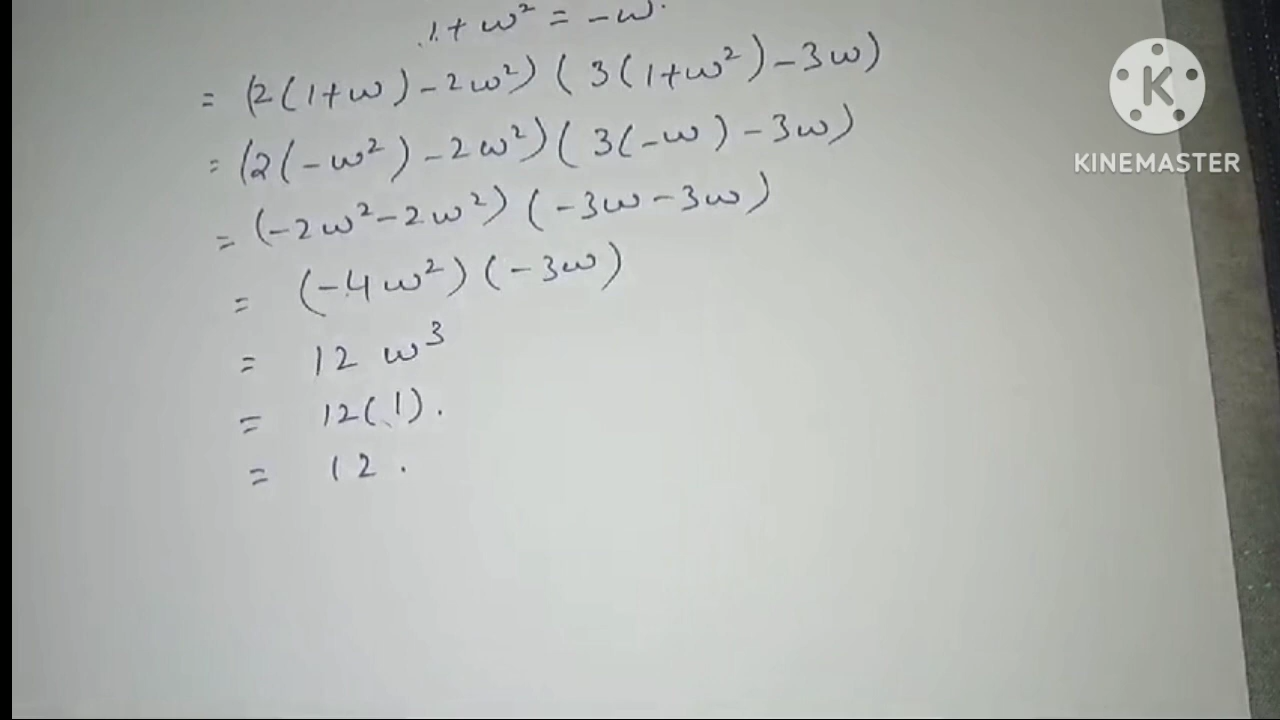 1+ω² = -ω.
= (2(1+ω)-2ω²) (3(1+ω²)-3ω)
= (2(-ω²)-2ω²) (3(-ω)-3ω)
= (-2ω²-2ω²) (-3ω-3ω)
= (-4ω²) (-3ω)
= 12 ω³
= 12(1).
= 12.
K
KINEMASTER